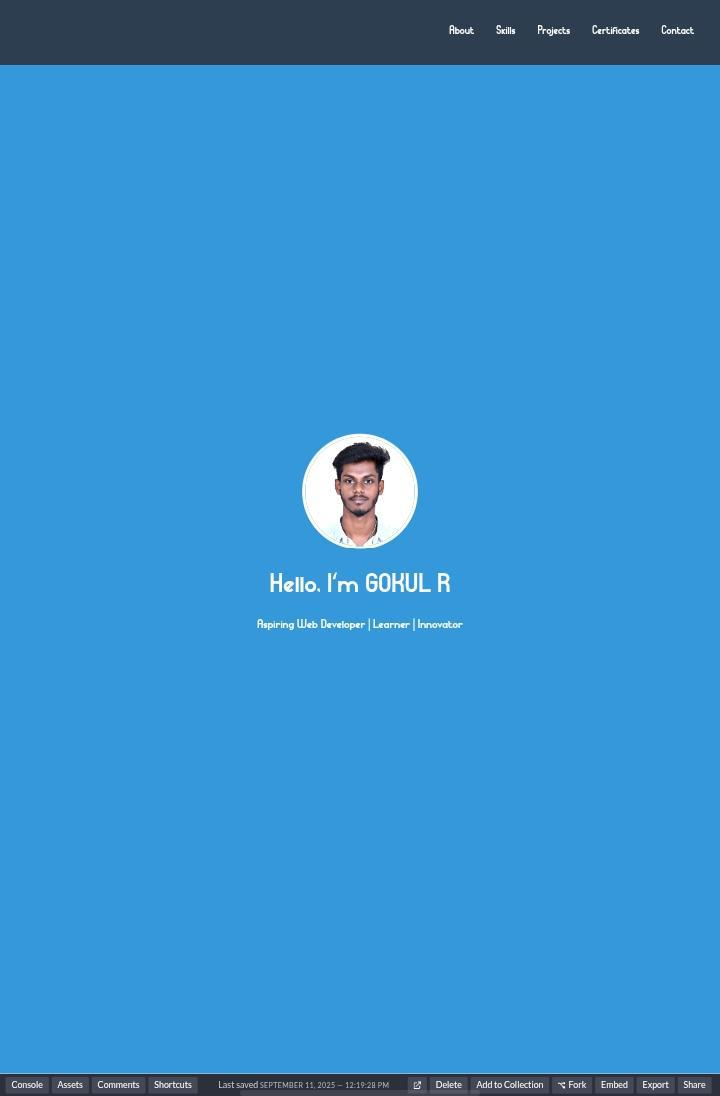 About Skills Projects Certificates Contact
Hello, I'm GOKUL R
Aspiring Web Developer | Learner | Innovator
Console Assets Comments Shortcuts Last saved SEPTEMBER 11, 2025 — 12:19:28 PM Delete Add to Collection Fork Embed Export Share